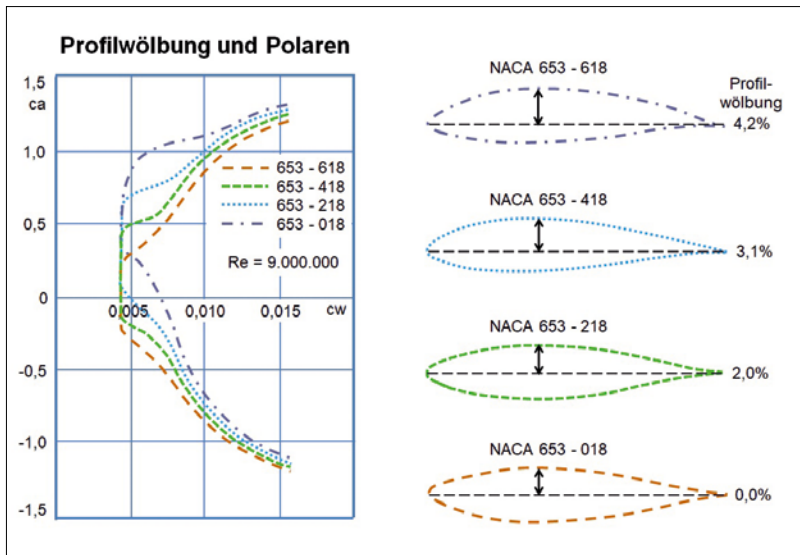 Profilwölbung und Polaren
1,5
ca
1,0
0,5
0
-0,5
-1,0
-1,5
0,005
0,010
0,015
cw
653 - 618
653 - 418
653 - 218
653 - 018
Re = 9.000.000
NACA 653 - 618
Profil-
wölbung
4,2%
NACA 653 - 418
3,1%
NACA 653 - 218
2,0%
NACA 653 - 018
0,0%